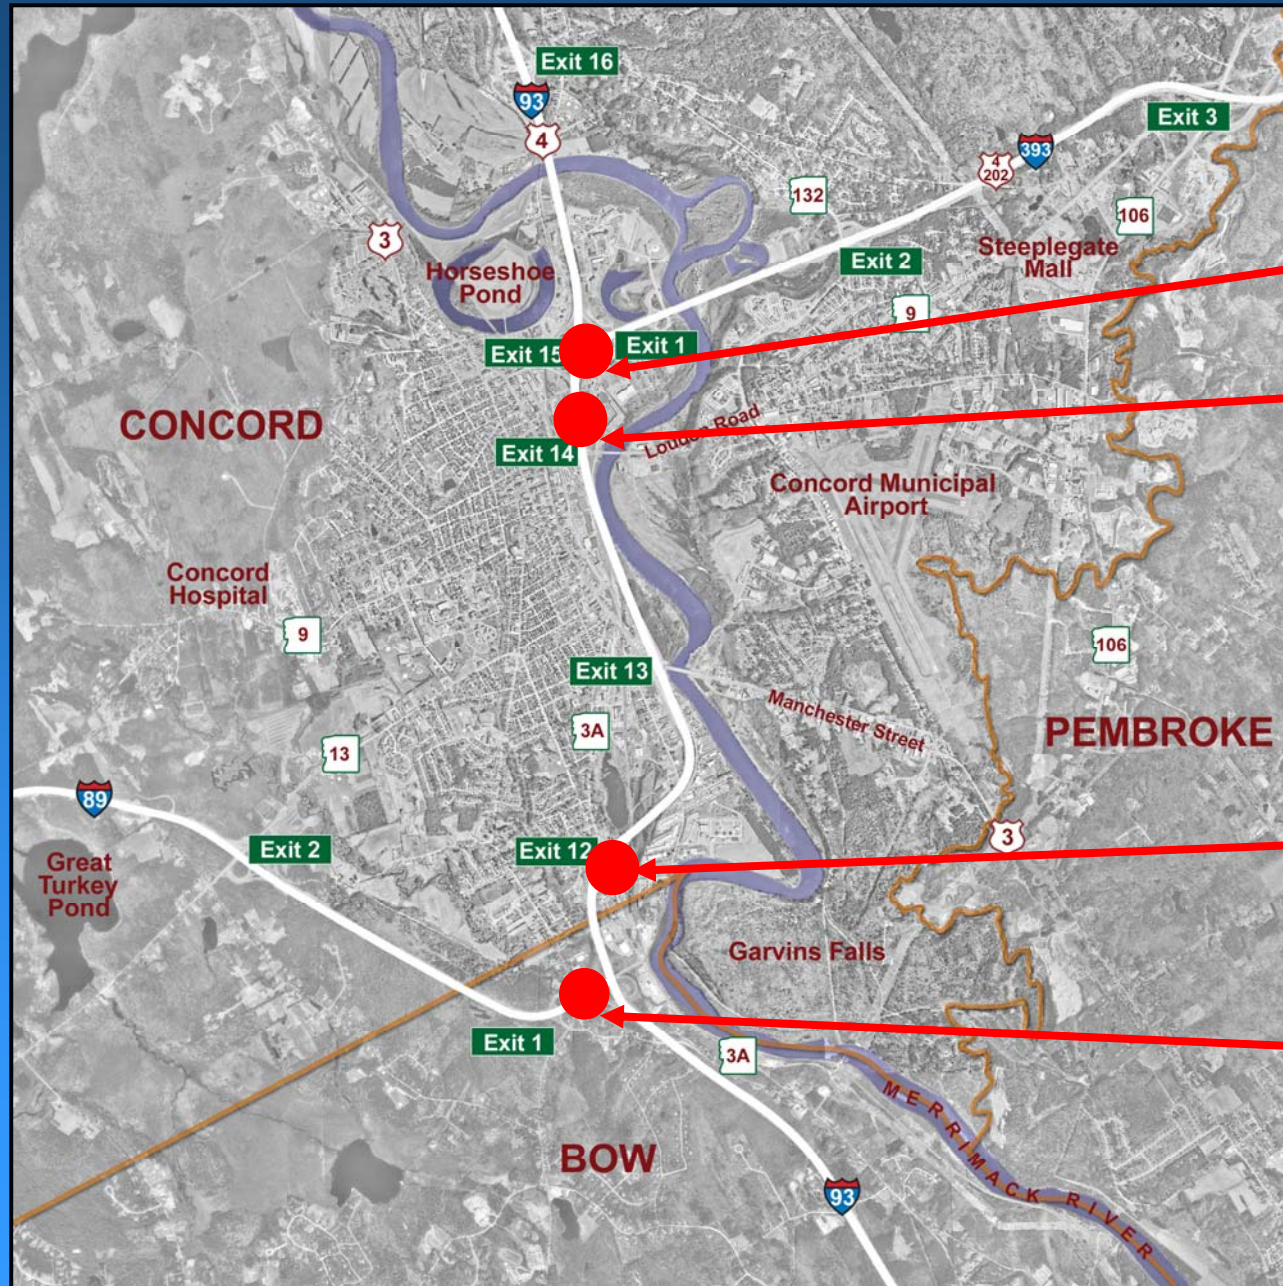 Exit 16
93
4
Exit 3
393
4
202
132
106
3
Steeplegate
Mall
Exit 2
Horseshoe
Pond
9
Exit 15
Exit 1
CONCORD
Loudon Road
Exit 14
Concord Municipal
Airport
Concord
Hospital
9
106
Exit 13
Manchester Street
3A
PEMBROKE
13
89
3
Exit 2
Exit 12
Great
Turkey
Pond
Garvins Falls
Exit 1
3A
MERRIMACK RIVER
BOW
93